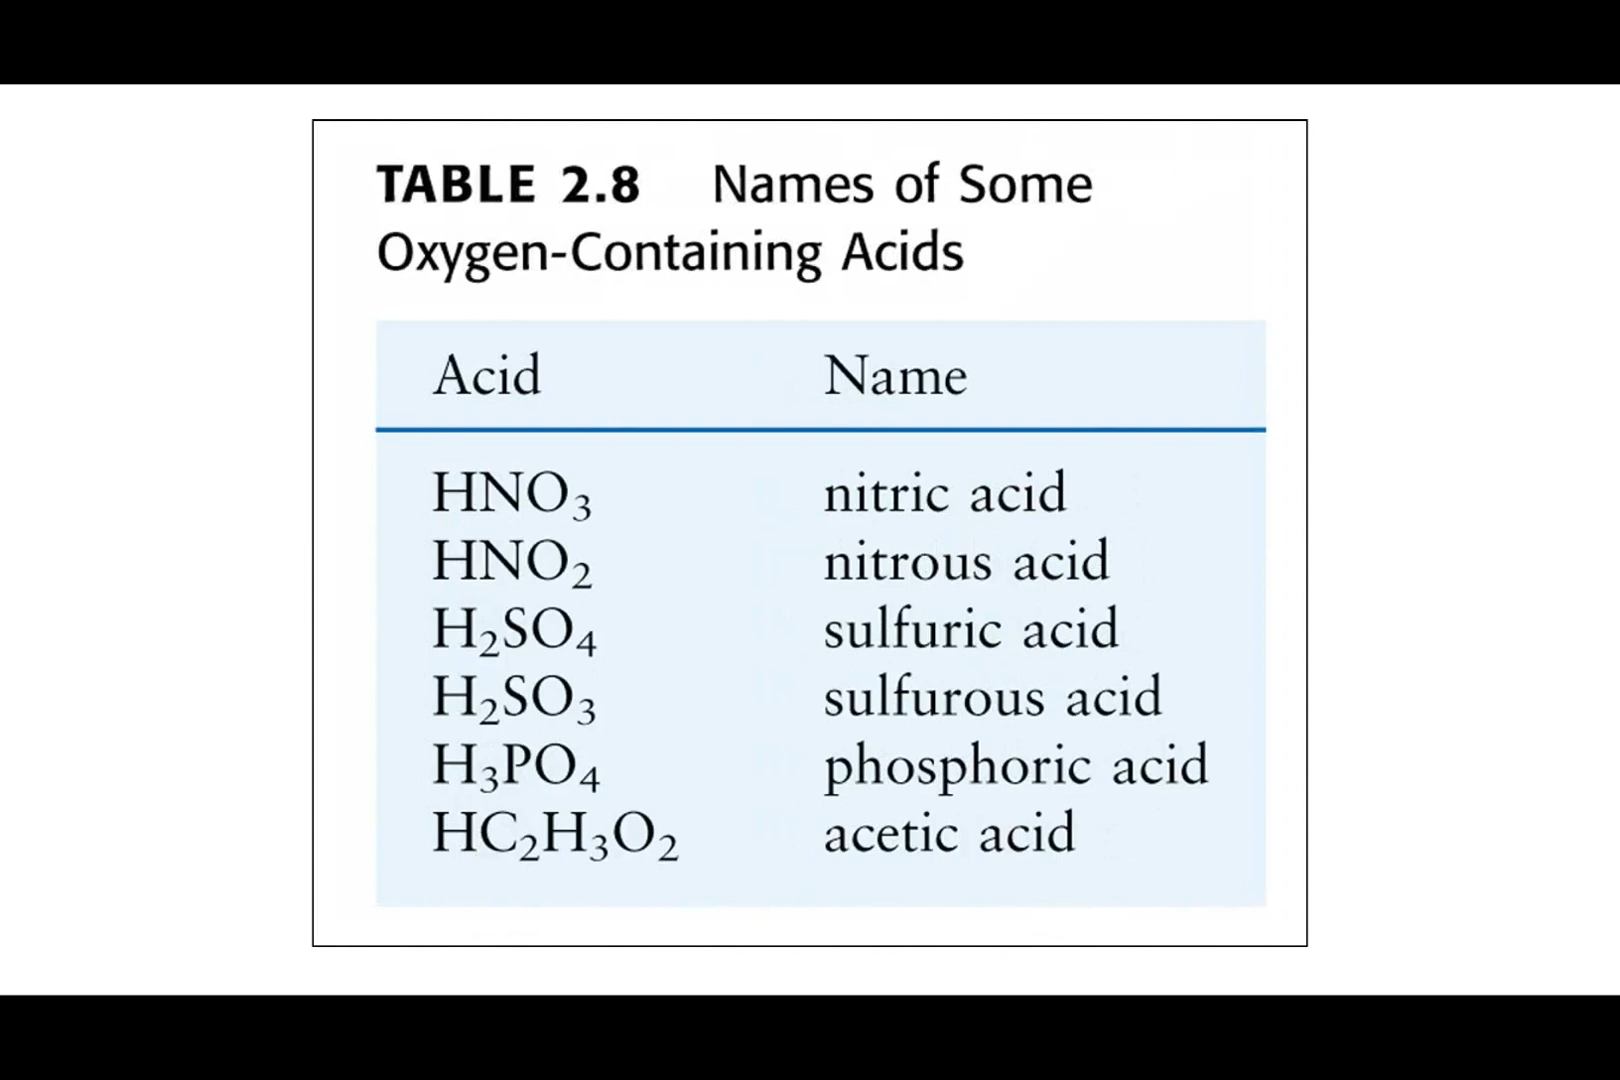 TABLE 2.8 Names of Some
Oxygen-Containing Acids
Acid Name
HNO₃ nitric acid
HNO₂ nitrous acid
H₂SO₄ sulfuric acid
H₂SO₃ sulfurous acid
H₃PO₄ phosphoric acid
HC₂H₃O₂ acetic acid